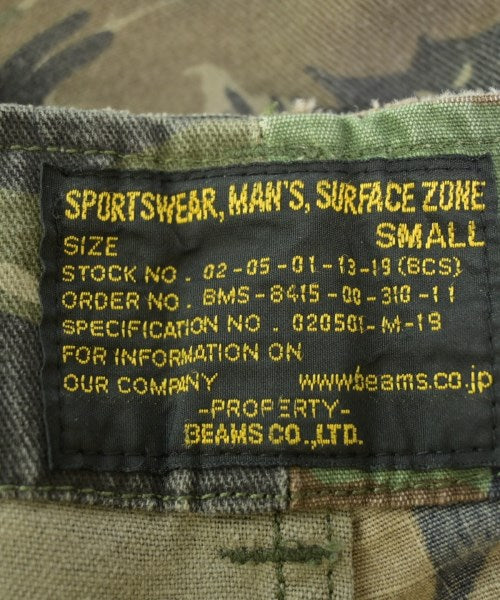 SPORTSWEAR, MAN'S, SURFACE ZONE
SIZE SMALL
STOCK NO. 02-05-01-13-19 (BCS)
ORDER NO. BMS-8415-00-310-11
SPECIFICATION NO. 020501-M-19
FOR INFORMATION ON
OUR COMPANY www.beams.co.jp
-PROPERTY-
BEAMS CO.,LTD.